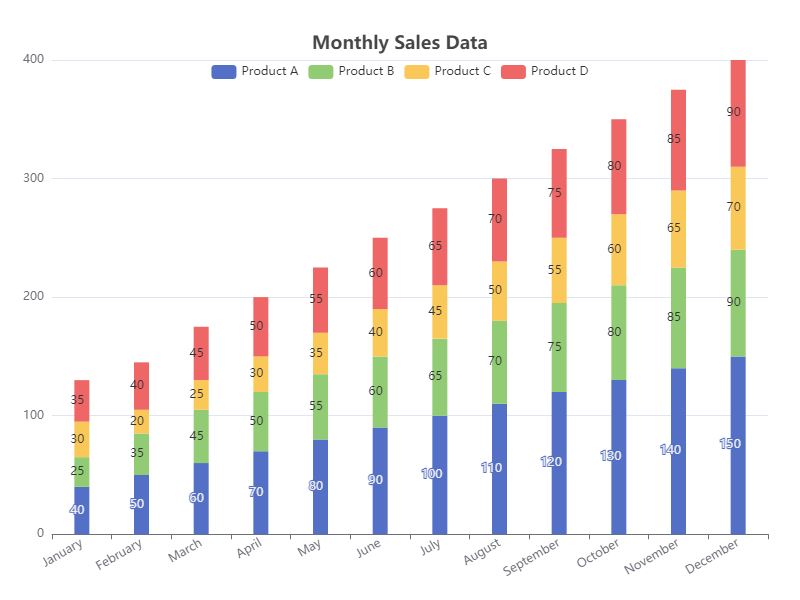 Monthly Sales Data
Product A Product B Product C Product D
400
300
200
100
0
35 40 45 50 55 60 65 70 75 80 85 90
30 20 25 30 35 40 45 50 55 60 65 70
25 35 45 50 55 60 65 70 75 80 85 90
40 50 60 70 80 90 100 110 120 130 140 150
January February March April May June July August September October November December